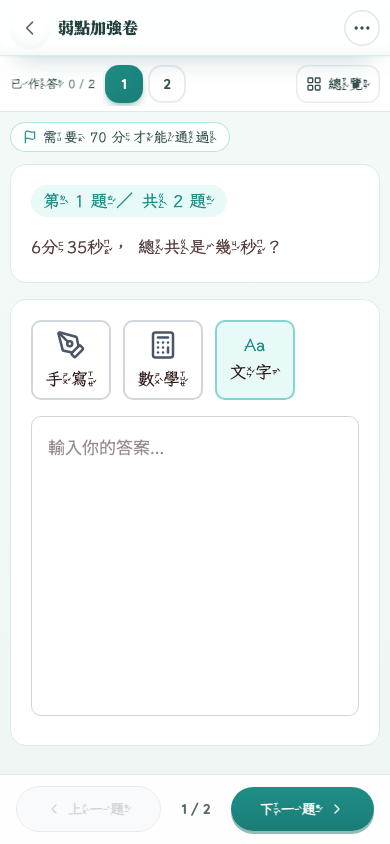 弱點加強卷
已作答 0 / 2
1
2
總覽
需要 70 分才能通過
第 1 題／ 共 2 題
6分35秒， 總共是幾秒？
手寫
數學
Aa
文字
輸入你的答案...
上一題
1 / 2
下一題